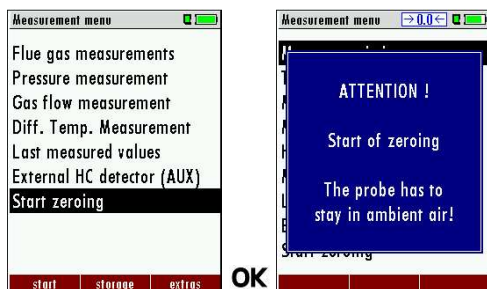 Measurement menu
Flue gas measurements
Pressure measurement
Gas flow measurement
Diff. Temp. Measurement
Last measured values
External HC detector (AUX)
Start zeroing
start storage extras
OK
Measurement menu →0.0←
ATTENTION !
Start of zeroing
The probe has to
stay in ambient air!
Start zeroing